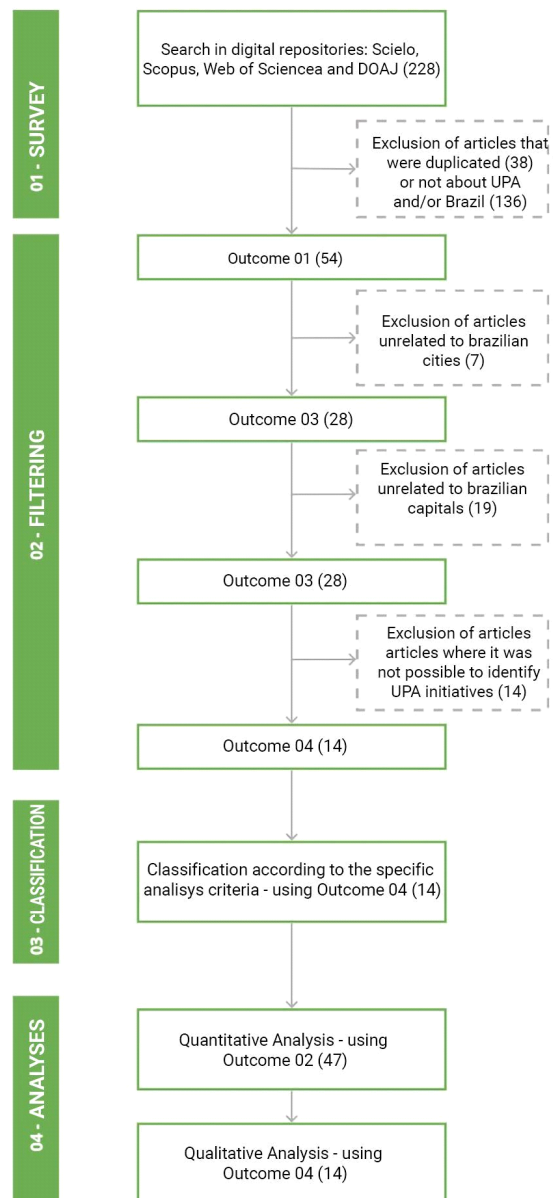 01 - SURVEY
Search in digital repositories: Scielo,
Scopus, Web of Sciencea and DOAJ (228)
Exclusion of articles that
were duplicated (38)
or not about UPA
and/or Brazil (136)
02 - FILTERING
Outcome 01 (54)
Exclusion of articles
unrelated to brazilian
cities (7)
Outcome 03 (28)
Exclusion of articles
unrelated to brazilian
capitals (19)
Outcome 03 (28)
Exclusion of articles
articles where it was
not possible to identify
UPA initiatives (14)
Outcome 04 (14)
03 - CLASSIFICATION
Classification according to the specific
analisys criteria - using Outcome 04 (14)
04 - ANALYSES
Quantitative Analysis - using
Outcome 02 (47)
Qualitative Analysis - using
Outcome 04 (14)